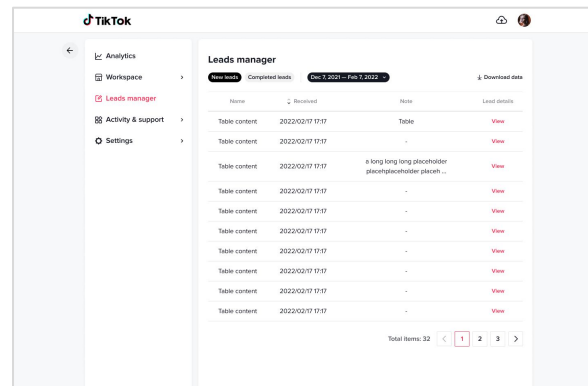 TikTok
Analytics
Workspace
Leads manager
Activity & support
Settings
Leads manager
New leads Completed leads Dec 7, 2021 — Feb 7, 2022 Download data
Name Received Note Lead details
Table content 2022/02/17 17:17 Table View
Table content 2022/02/17 17:17 - View
Table content 2022/02/17 17:17 a long long long placeholder placehplaceholder placeh ... View
Table content 2022/02/17 17:17 - View
Table content 2022/02/17 17:17 - View
Table content 2022/02/17 17:17 - View
Table content 2022/02/17 17:17 - View
Table content 2022/02/17 17:17 - View
Table content 2022/02/17 17:17 - View
Table content 2022/02/17 17:17 - View
Total items: 32 < 1 2 3 >